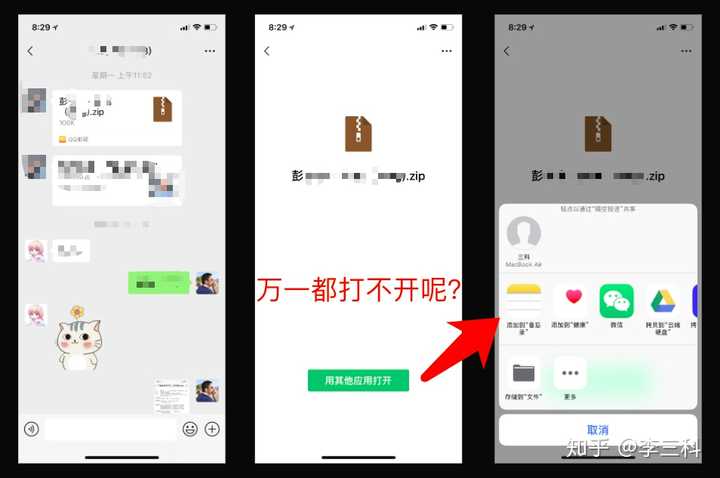 8:29
星期一 上午11:02
彭
.zip
100K
QQ邮箱
8:29
彭
.zip
万一都打不开呢?
用其他应用打开
8:29
彭
.zip
轻点以通过“隔空投送”共享
三科
MacBook Air
添加到“备忘录”
添加到“健康”
微信
拷贝到“云端硬盘”
存储到“文件”
更多
取消
知乎 @李三科